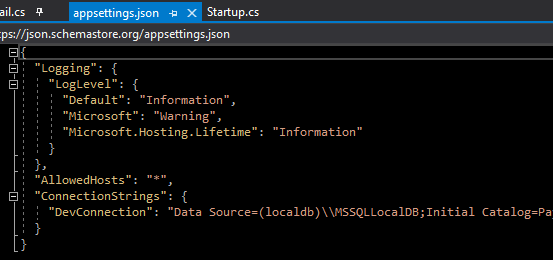 ail.cs appsettings.json Startup.cs
ps://json.schemastore.org/appsettings.json
{
"Logging": {
"LogLevel": {
"Default": "Information",
"Microsoft": "Warning",
"Microsoft.Hosting.Lifetime": "Information"
}
},
"AllowedHosts": "*",
"ConnectionStrings": {
"DevConnection": "Data Source=(localdb)\\MSSQLLocalDB;Initial Catalog=Pa
}
}